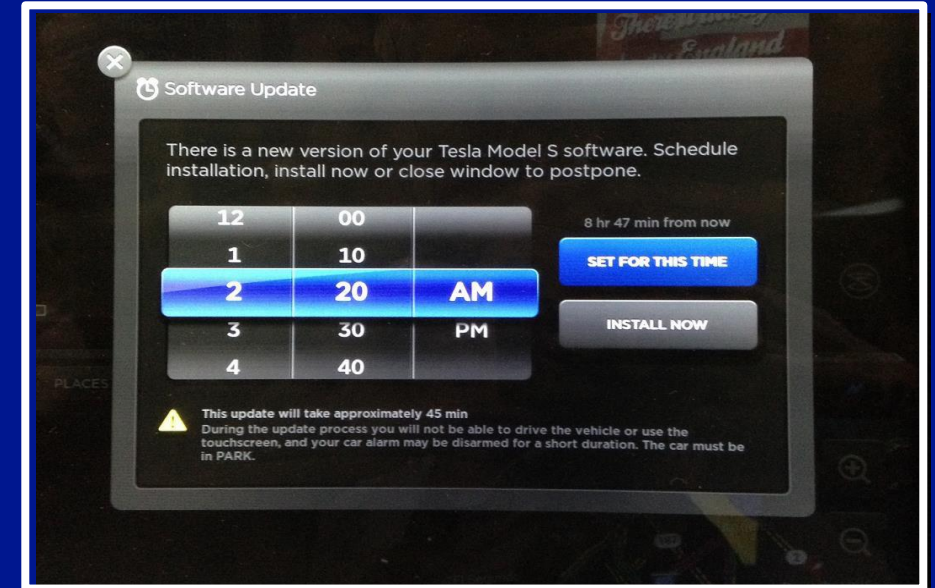 Software Update
There is a new version of your Tesla Model S software. Schedule
installation, install now or close window to postpone.
12 00
1 10
2 20 AM
3 30 PM
4 40
8 hr 47 min from now
SET FOR THIS TIME
INSTALL NOW
This update will take approximately 45 min
During the update process you will not be able to drive the vehicle or use the
touchscreen, and your car alarm may be disarmed for a short duration. The car must be
in PARK.
PLACES
England